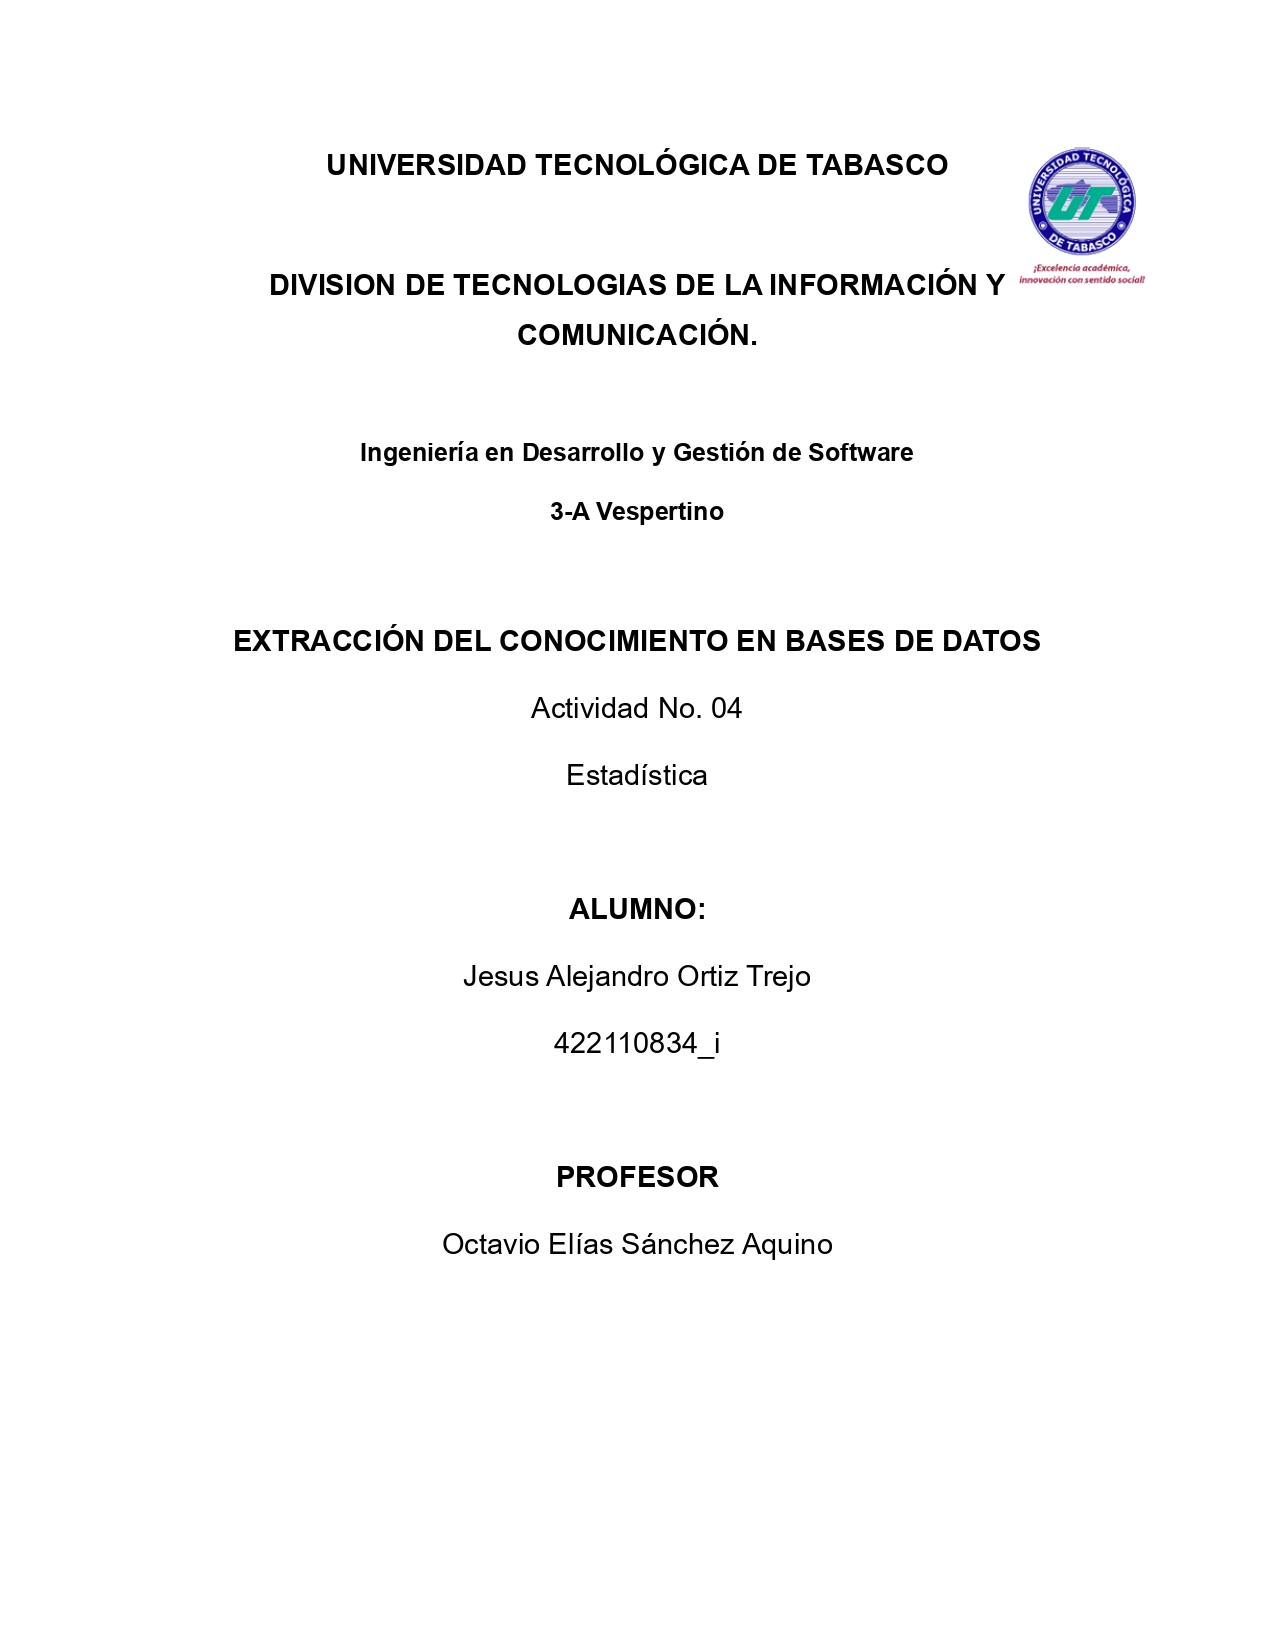 UNIVERSIDAD TECNOLÓGICA DE TABASCO
UNIVERSIDAD TECNOLÓGICA
UT
DE TABASCO
¡Excelencia académica,
innovación con sentido social!
DIVISION DE TECNOLOGIAS DE LA INFORMACIÓN Y
COMUNICACIÓN.
Ingeniería en Desarrollo y Gestión de Software
3-A Vespertino
EXTRACCIÓN DEL CONOCIMIENTO EN BASES DE DATOS
Actividad No. 04
Estadística
ALUMNO:
Jesus Alejandro Ortiz Trejo
422110834_i
PROFESOR
Octavio Elías Sánchez Aquino